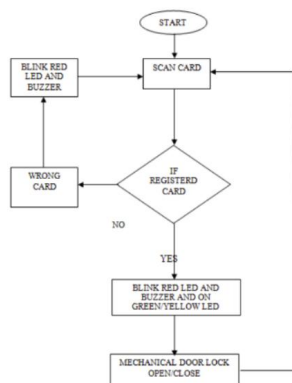 START
SCAN CARD
BLINK RED
LED AND
BUZZER
IF
REGISTERD
CARD
WRONG
CARD
NO
YES
BLINK RED LED AND
BUZZER AND ON
GREEN/YELLOW LED
MECHANICAL DOOR LOCK
OPEN/CLOSE